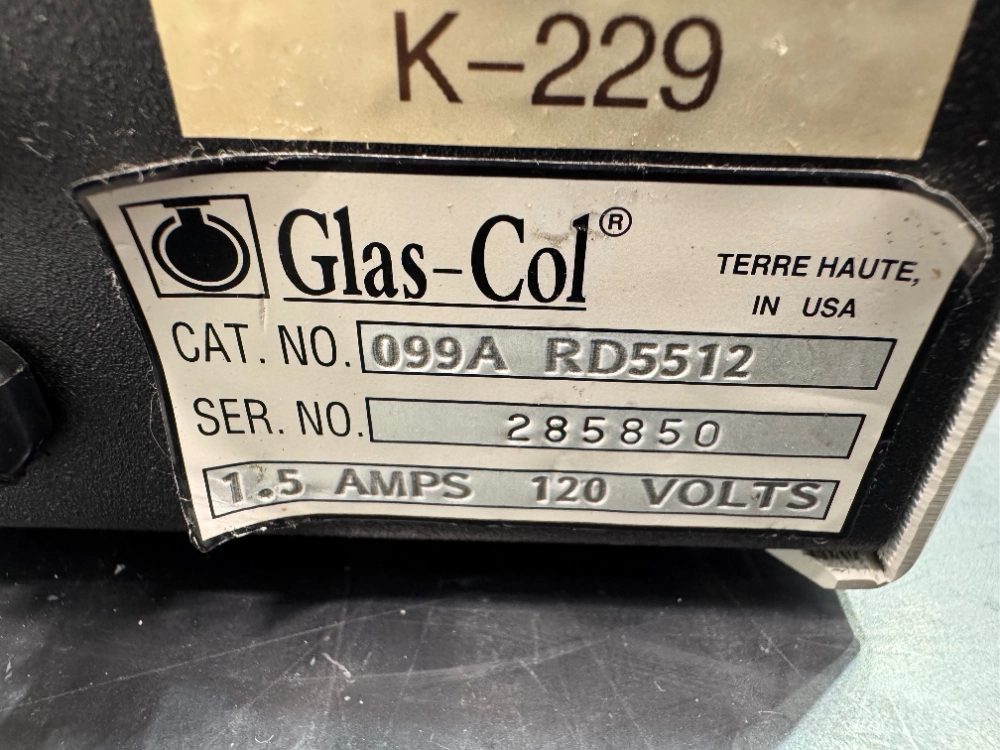 K-229
Glas-Col®
TERRE HAUTE,
IN USA
CAT. NO. 099A RD5512
SER. NO. 285850
1.5 AMPS 120 VOLTS